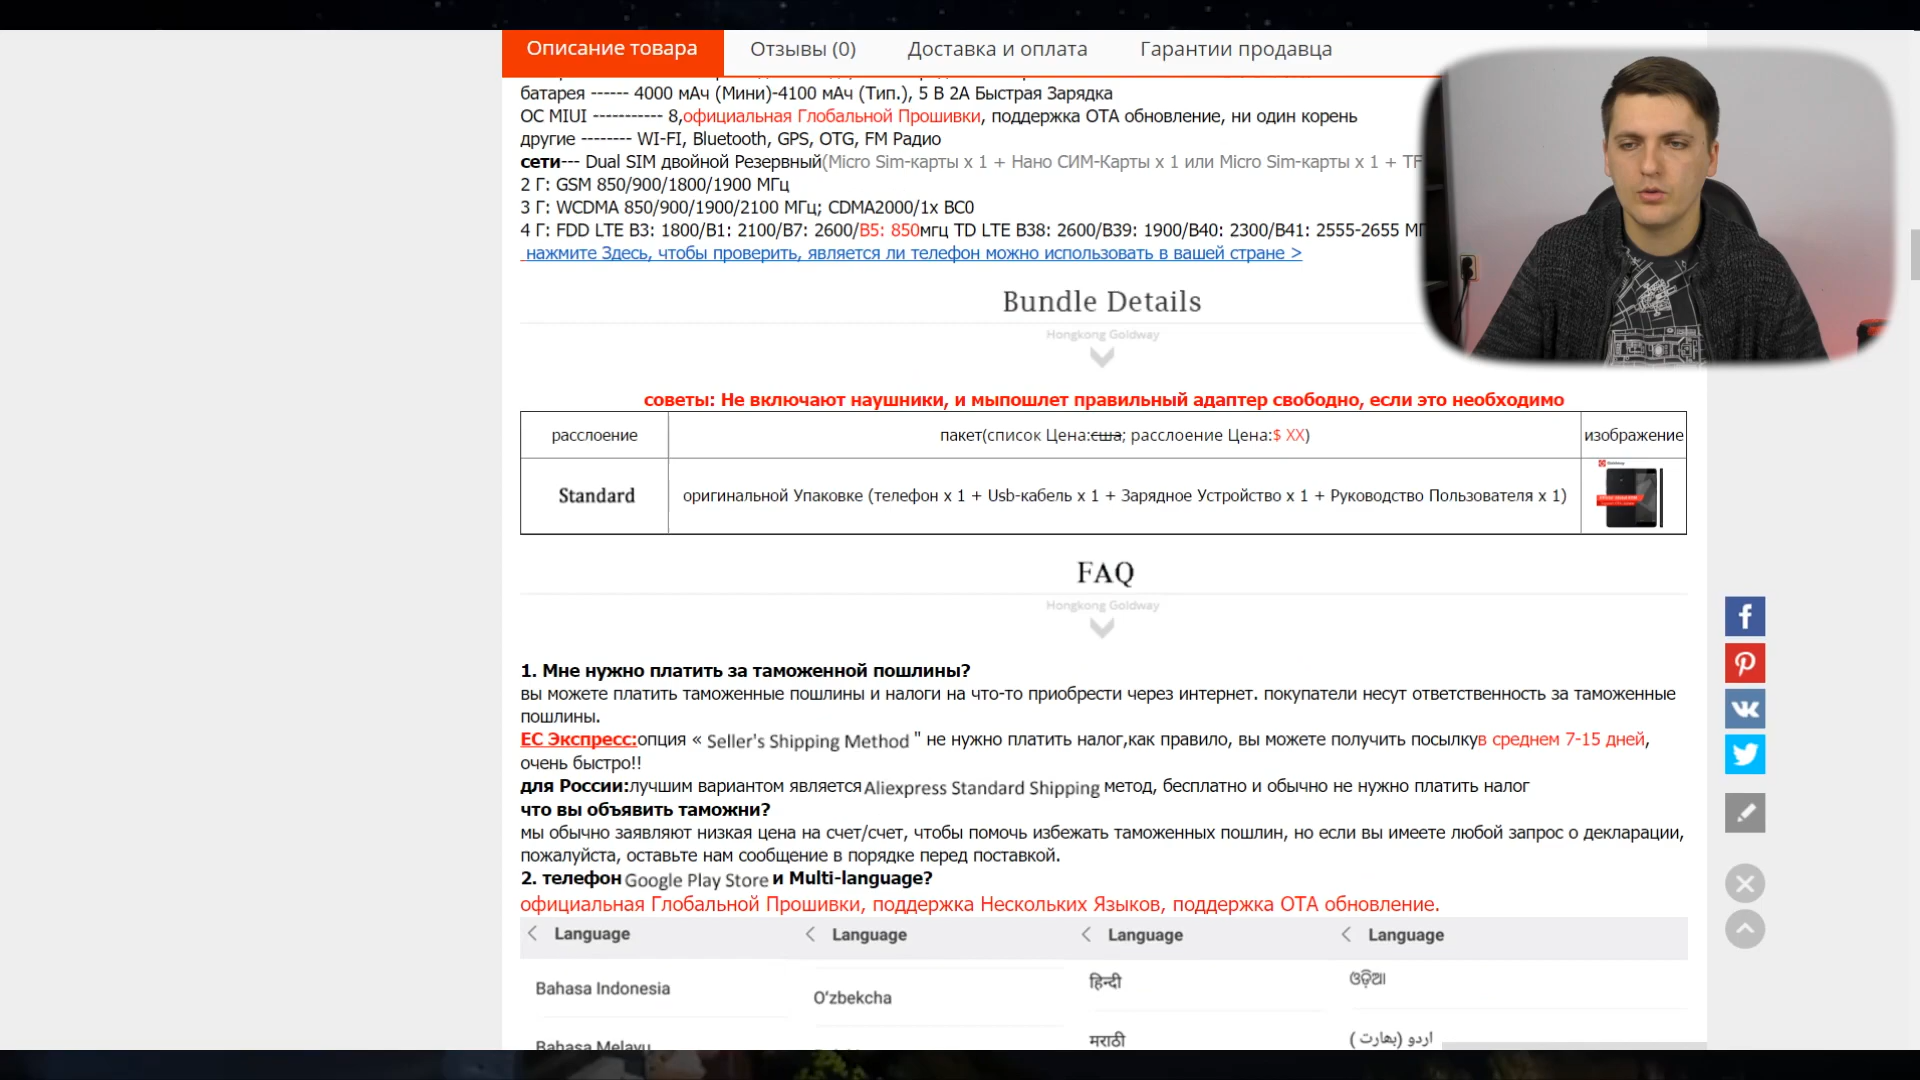 Описание товара
Отзывы (0)
Доставка и оплата
Гарантии продавца
батарея ------ 4000 мАч (Мини)-4100 мАч (Тип.), 5 В 2А Быстрая Зарядка
ОС MIUI ----------- 8,официальная Глобальной Прошивки, поддержка OTA обновление, ни один корень
другие -------- WI-FI, Bluetooth, GPS, OTG, FM Радио
сети--- Dual SIM двойной Резервный(Micro Sim-карты x 1 + Нано СИМ-Карты x 1 или Micro Sim-карты x 1 + TF
2 Г: GSM 850/900/1800/1900 МГц
3 Г: WCDMA 850/900/1900/2100 МГц; CDMA2000/1x BC0
4 Г: FDD LTE B3: 1800/B1: 2100/B7: 2600/B5: 850мгц TD LTE B38: 2600/B39: 1900/B40: 2300/B41: 2555-2655 МГ
нажмите Здесь, чтобы проверить, является ли телефон можно использовать в вашей стране >
Bundle Details
Hongkong Goldway
советы: Не включают наушники, и мыпошлет правильный адаптер свободно, если это необходимо
расслоение
пакет(список Цена:сша; расслоение Цена:$ XX)
изображение
Standard
оригинальной Упаковке (телефон x 1 + Usb-кабель x 1 + Зарядное Устройство x 1 + Руководство Пользователя x 1)
FAQ
Hongkong Goldway
1. Мне нужно платить за таможенной пошлины?
вы можете платить таможенные пошлины и налоги на что-то приобрести через интернет. покупатели несут ответственность за таможенные
пошлины.
ЕС Экспресс:опция « Seller's Shipping Method " не нужно платить налог,как правило, вы можете получить посылкув среднем 7-15 дней,
очень быстро!!
для России:лучшим вариантом является Aliexpress Standard Shipping метод, бесплатно и обычно не нужно платить налог
что вы объявить таможни?
мы обычно заявляют низкая цена на счет/счет, чтобы помочь избежать таможенных пошлин, но если вы имеете любой запрос о декларации,
пожалуйста, оставьте нам сообщение в порядке перед поставкой.
2. телефон Google Play Store и Multi-language?
официальная Глобальной Прошивки, поддержка Нескольких Языков, поддержка OTA обновление.
Language
Language
Language
Language
Bahasa Indonesia
O'zbekcha
हिन्दी
ଓଡ଼ିଆ
Bahasa Melayu
मराठी
اردو (بھارت)